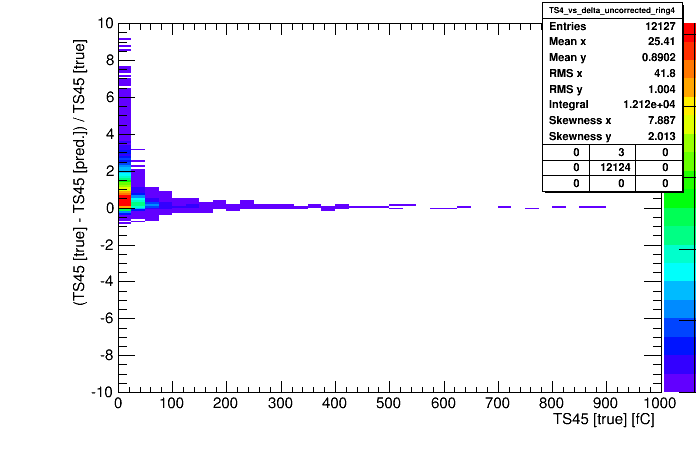 TS4_vs_delta_uncorrected_ring4
Entries 12127
Mean x 25.41
Mean y 0.8902
RMS x 41.8
RMS y 1.004
Integral 1.212e+04
Skewness x 7.887
Skewness y 2.013
0 3 0
0 12124 0
0 0 0
(TS45 [true] - TS45 [pred.]) / TS45 [true]
10
8
6
4
2
0
-2
-4
-6
-8
-10
0 100 200 300 400 500 600 700 800 900 1000
TS45 [true] [fC]